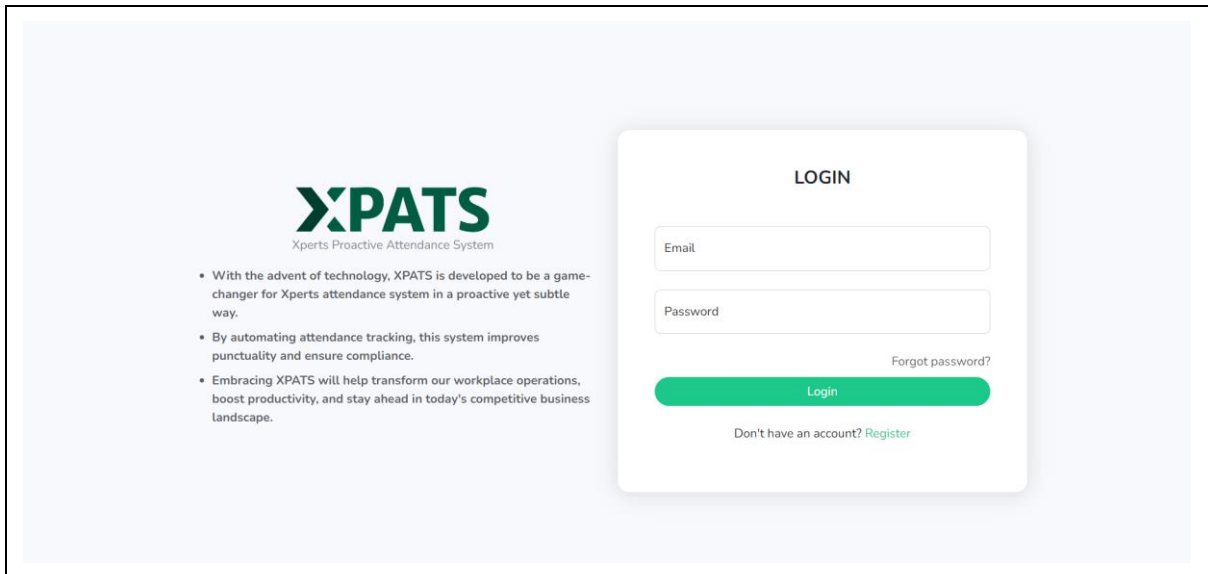 XPATS
Xperts Proactive Attendance System
• With the advent of technology, XPATS is developed to be a game-
changer for Xperts attendance system in a proactive yet subtle
way.
• By automating attendance tracking, this system improves
punctuality and ensure compliance.
• Embracing XPATS will help transform our workplace operations,
boost productivity, and stay ahead in today's competitive business
landscape.
LOGIN
Email
Password
Forgot password?
Login
Don't have an account? Register